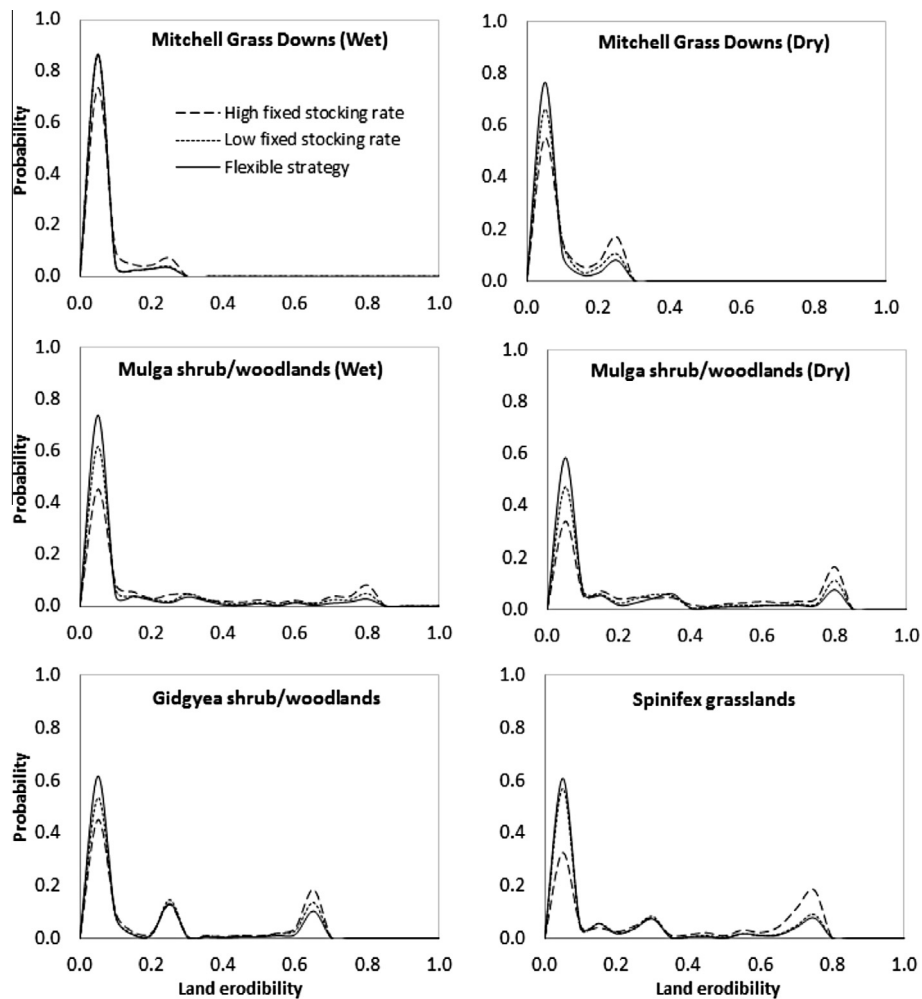 Mitchell Grass Downs (Wet)
Probability
1.0
0.8
0.6
0.4
0.2
0.0
High fixed stocking rate
Low fixed stocking rate
Flexible strategy
0.0 0.2 0.4 0.6 0.8 1.0
Mitchell Grass Downs (Dry)
1.0
0.8
0.6
0.4
0.2
0.0
0.0 0.2 0.4 0.6 0.8 1.0
Mulga shrub/woodlands (Wet)
Probability
1.0
0.8
0.6
0.4
0.2
0.0
0.0 0.2 0.4 0.6 0.8 1.0
Mulga shrub/woodlands (Dry)
1.0
0.8
0.6
0.4
0.2
0.0
0.0 0.2 0.4 0.6 0.8 1.0
Gidgyea shrub/woodlands
Probability
1.0
0.8
0.6
0.4
0.2
0.0
0.0 0.2 0.4 0.6 0.8 1.0
Land erodibility
Spinifex grasslands
1.0
0.8
0.6
0.4
0.2
0.0
0.0 0.2 0.4 0.6 0.8 1.0
Land erodibility